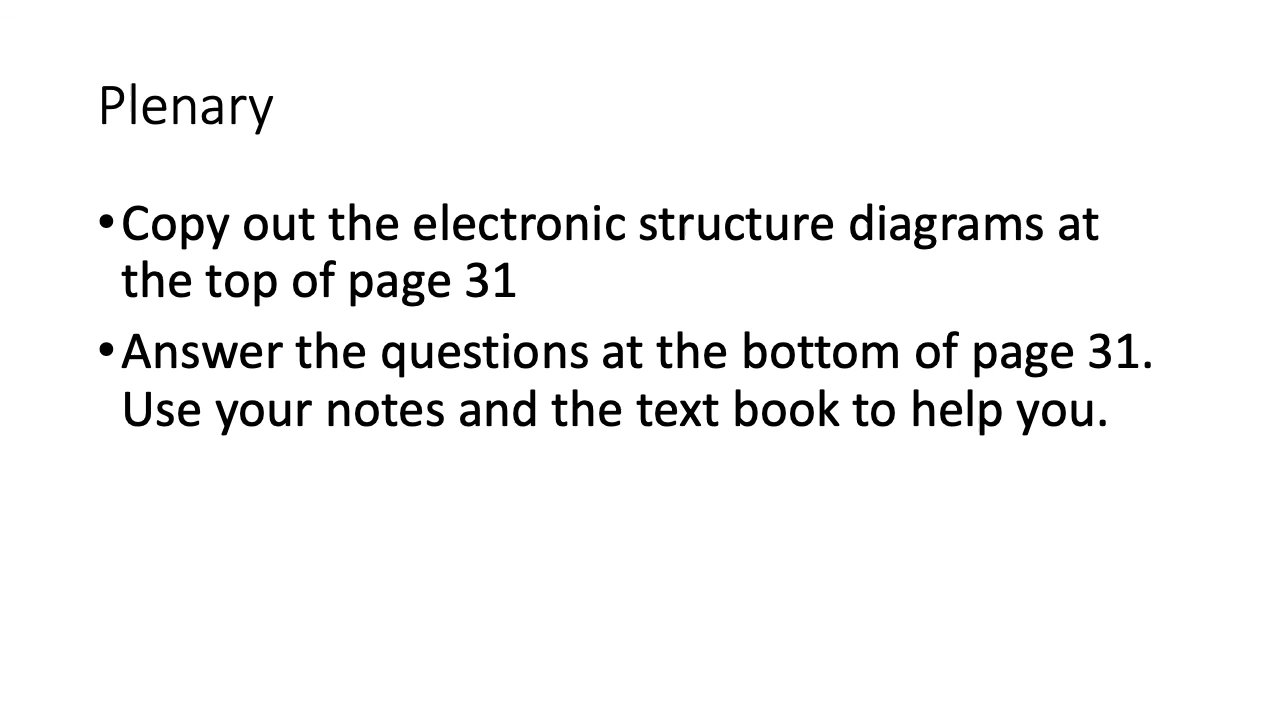 Plenary
•Copy out the electronic structure diagrams at
the top of page 31
•Answer the questions at the bottom of page 31.
Use your notes and the text book to help you.